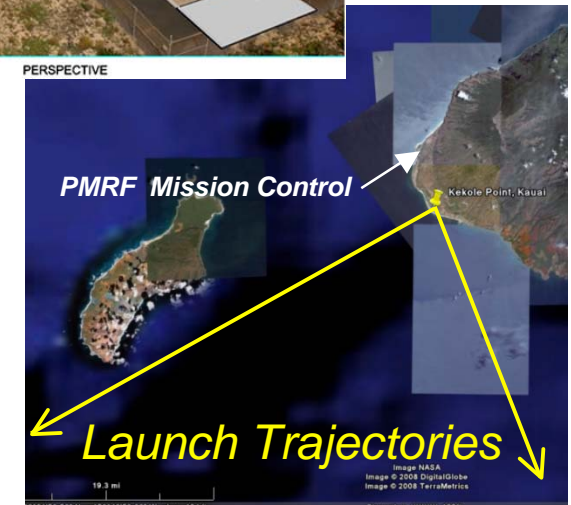 PERSPECTIVE
PMRF Mission Control
Kekole Point, Kauai
Launch Trajectories
Image NASA
Image © 2008 DigitalGlobe
Image © 2008 TerraMetrics
19.3 mi